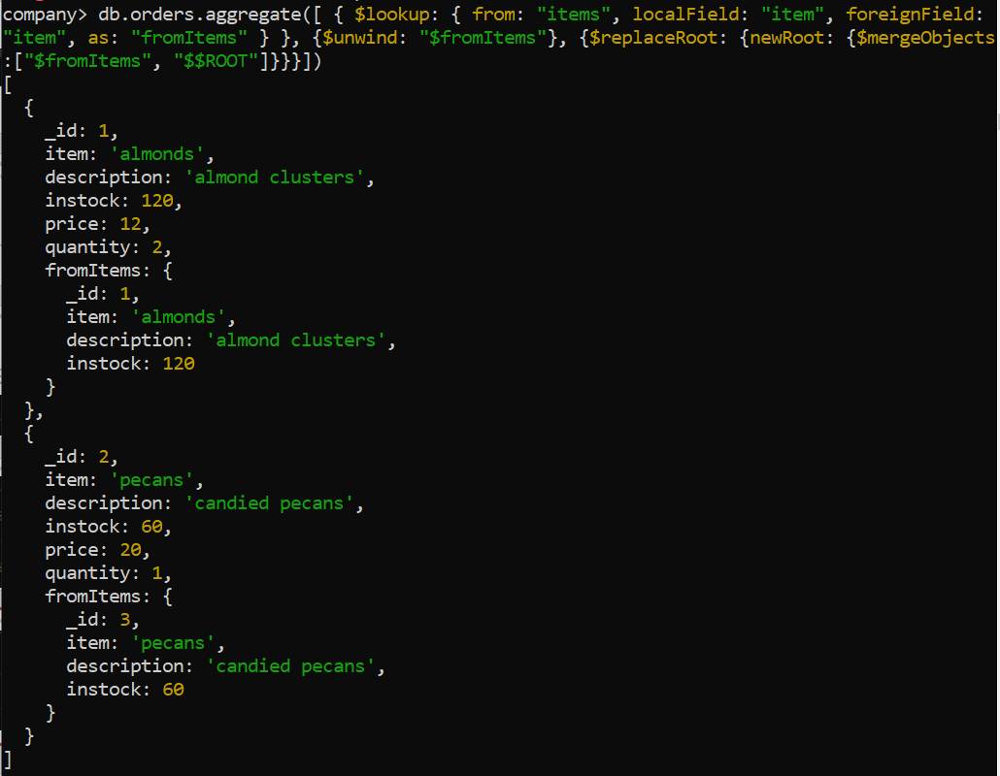 company> db.orders.aggregate([ { $lookup: { from: "items", localField: "item", foreignField:
"item", as: "fromItems" } }, {$unwind: "$fromItems"}, {$replaceRoot: {newRoot: {$mergeObjects
:["$fromItems", "$$ROOT"]}}}])
[
  {
    _id: 1,
    item: 'almonds',
    description: 'almond clusters',
    instock: 120,
    price: 12,
    quantity: 2,
    fromItems: {
      _id: 1,
      item: 'almonds',
      description: 'almond clusters',
      instock: 120
    }
  },
  {
    _id: 2,
    item: 'pecans',
    description: 'candied pecans',
    instock: 60,
    price: 20,
    quantity: 1,
    fromItems: {
      _id: 3,
      item: 'pecans',
      description: 'candied pecans',
      instock: 60
    }
  }
]